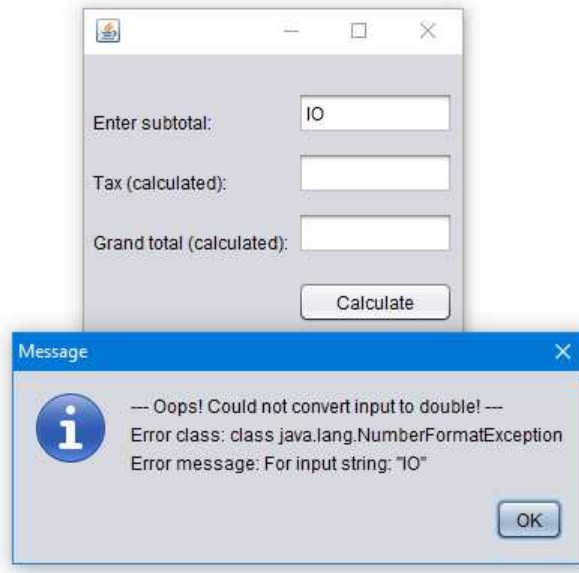 Enter subtotal:
IO
Tax (calculated):
Grand total (calculated):
Calculate
Message
--- Oops! Could not convert input to double! ---
Error class: class java.lang.NumberFormatException
Error message: For input string: "IO"
OK